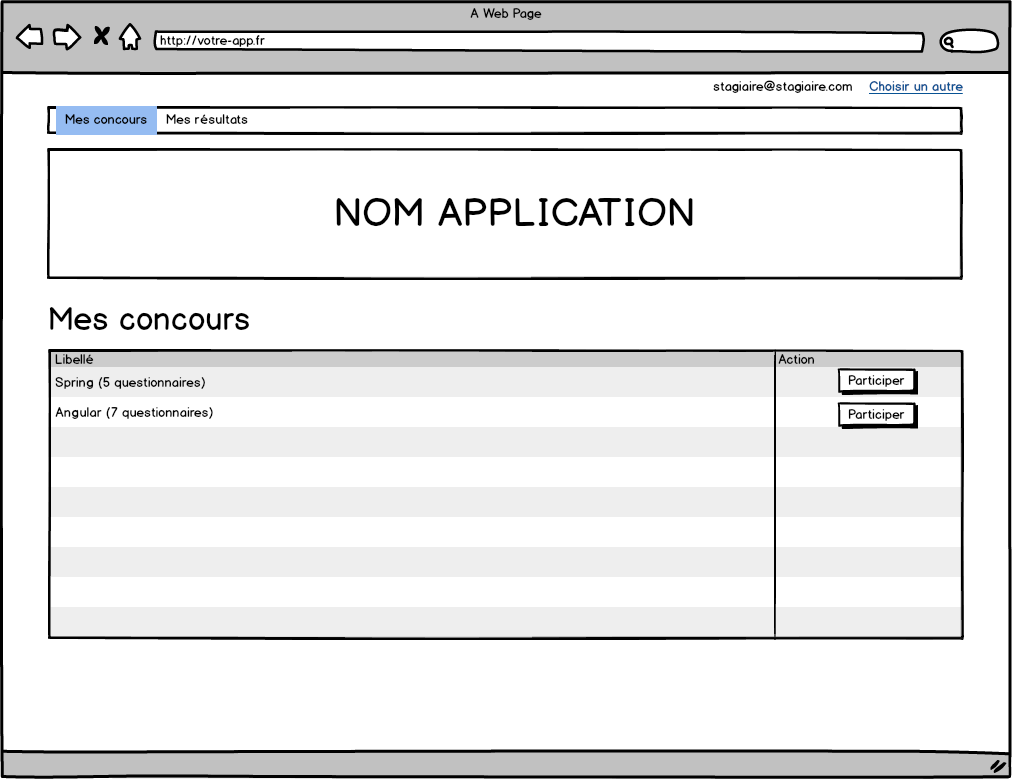 A Web Page
http://votre-app.fr
stagiaire@stagiaire.com Choisir un autre
Mes concours Mes résultats
NOM APPLICATION
Mes concours
Libellé Action
Spring (5 questionnaires) Participer
Angular (7 questionnaires) Participer